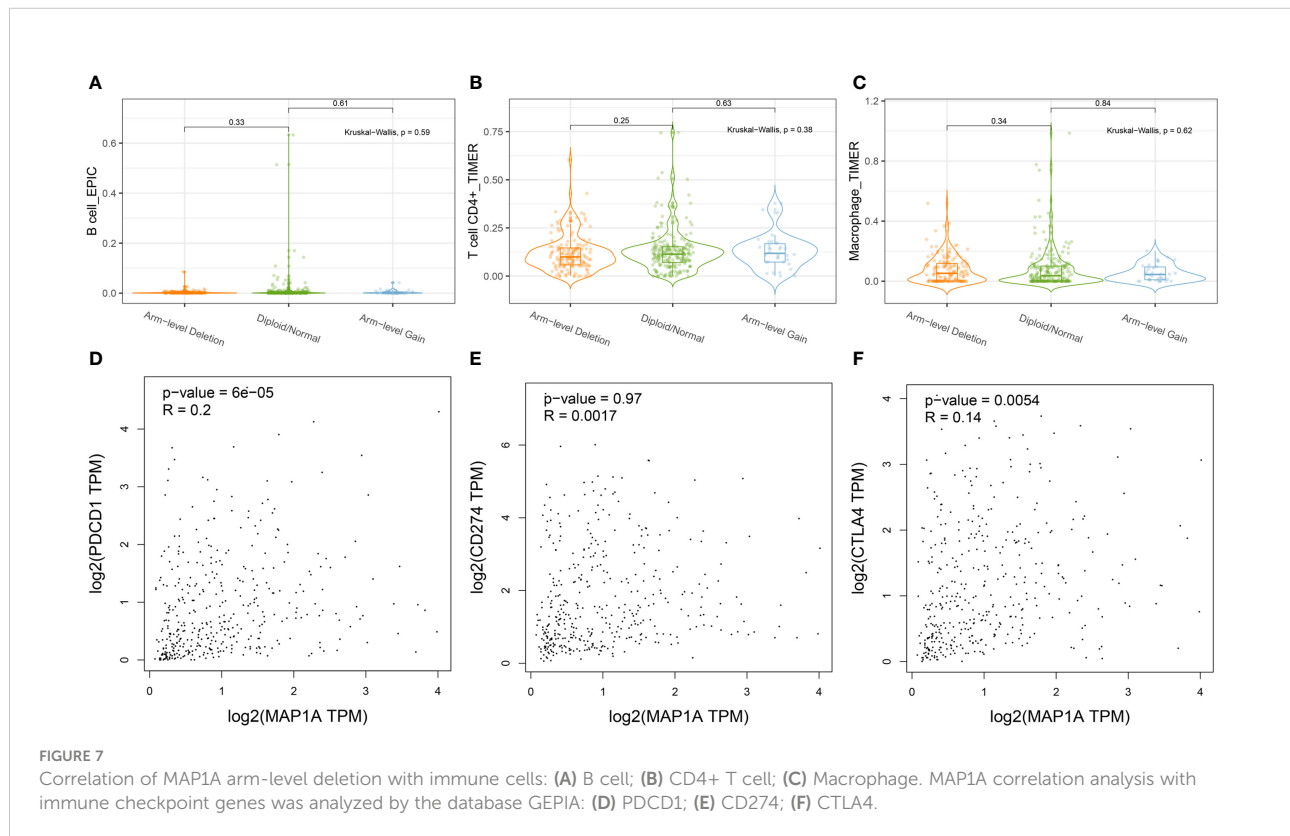 A
B
C
0.61
0.33
Kruskal−Wallis, p = 0.59
0.6
0.4
0.2
0.0
B cell_EPIC
Arm−level Deletion
Diploid/Normal
Arm−level Gain
0.63
0.25
Kruskal−Wallis, p = 0.38
0.75
0.50
0.25
0.00
T cell CD4+_TIMER
Arm−level Deletion
Diploid/Normal
Arm−level Gain
1.2
0.84
0.34
Kruskal−Wallis, p = 0.62
0.8
0.4
0.0
Macrophage_TIMER
Arm−level Deletion
Diploid/Normal
Arm−level Gain
D
E
F
p−value = 6e−05
R = 0.2
4
3
2
1
0
log2(PDCD1 TPM)
0 1 2 3 4
log2(MAP1A TPM)
p−value = 0.97
R = 0.0017
6
4
2
0
log2(CD274 TPM)
0 1 2 3 4
log2(MAP1A TPM)
p−value = 0.0054
R = 0.14
4
3
2
1
0
log2(CTLA4 TPM)
0 1 2 3 4
log2(MAP1A TPM)
FIGURE 7
Correlation of MAP1A arm-level deletion with immune cells: (A) B cell; (B) CD4+ T cell; (C) Macrophage. MAP1A correlation analysis with
immune checkpoint genes was analyzed by the database GEPIA: (D) PDCD1; (E) CD274; (F) CTLA4.